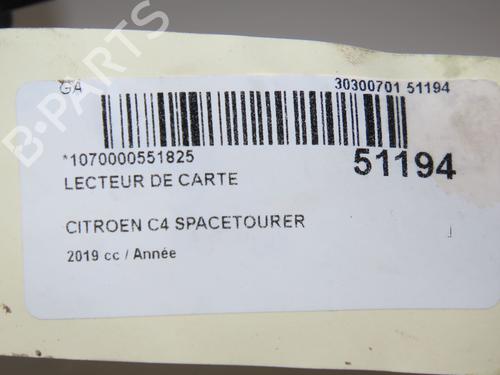 B-PARTS
GA
30300701 51194
*1070000551825
51194
LECTEUR DE CARTE
CITROEN C4 SPACETOURER
2019 cc / Année